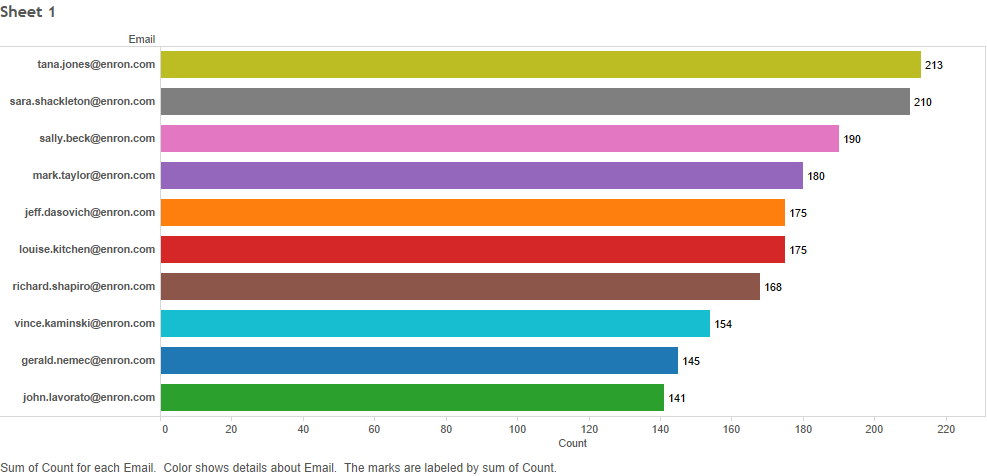 Sheet 1
Email
tana.jones@enron.com 213
sara.shackleton@enron.com 210
sally.beck@enron.com 190
mark.taylor@enron.com 180
jeff.dasovich@enron.com 175
louise.kitchen@enron.com 175
richard.shapiro@enron.com 168
vince.kaminski@enron.com 154
gerald.nemec@enron.com 145
john.lavorato@enron.com 141
0 20 40 60 80 100 120 140 160 180 200 220
Count
Sum of Count for each Email.  Color shows details about Email.  The marks are labeled by sum of Count.